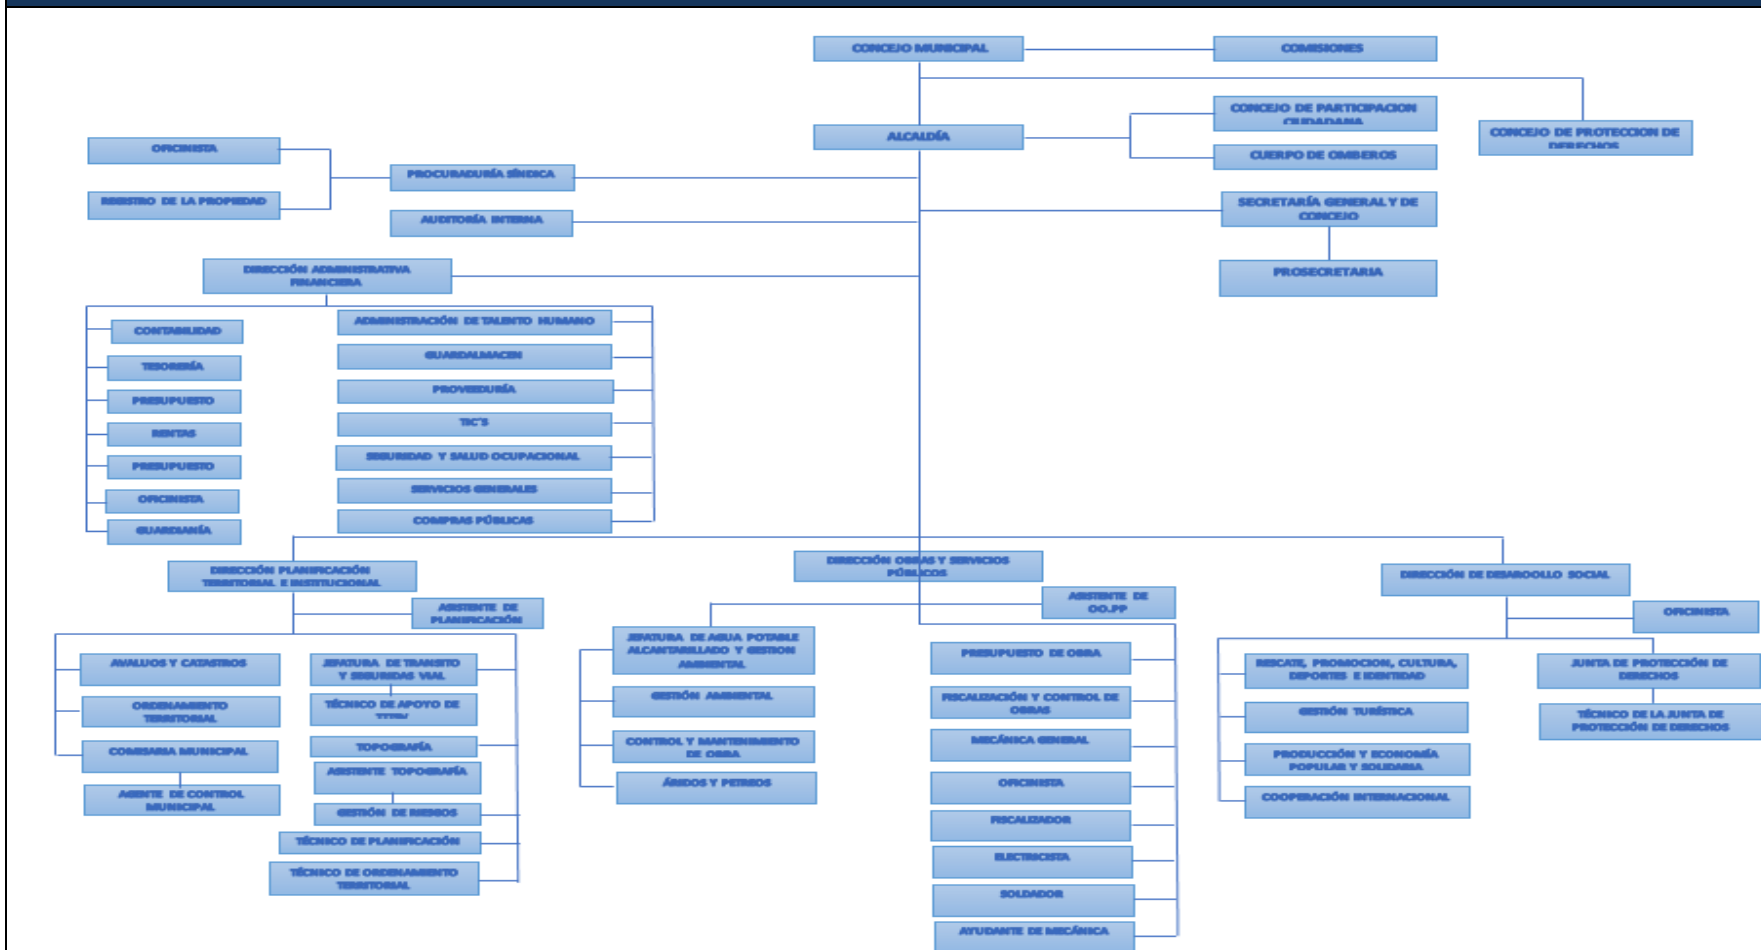 CONCEJO MUNICIPAL
COMISIONES
CONCEJO DE PARTICIPACION
CIUDADANA
ALCALDÍA
CONCEJO DE PROTECCION DE
DERECHOS
CUERPO DE OMBEROS
OFICINISTA
PROCURADURÍA SÍNDICA
REGISTRO DE LA PROPIEDAD
AUDITORÍA INTERNA
SECRETARÍA GENERAL Y DE
CONCEJO
PROSECRETARIA
DIRECCIÓN ADMINISTRATIVA
FINANCIERA
CONTABILIDAD
TESORERÍA
PRESUPUESTO
RENTAS
PRESUPUESTO
OFICINISTA
GUARDIANÍA
ADMINISTRACIÓN DE TALENTO HUMANO
GUARDALMACEN
PROVEEDURÍA
TIC'S
SEGURIDAD Y SALUD OCUPACIONAL
SERVICIOS GENERALES
COMPRAS PÚBLICAS
DIRECCIÓN PLANIFICACIÓN
TERRITORIAL E INSTITUCIONAL
ASISTENTE DE
PLANIFICACIÓN
AVALUOS Y CATASTROS
ORDENAMIENTO
TERRITORIAL
COMISARIA MUNICIPAL
AGENTE DE CONTROL
MUNICIPAL
JEFATURA DE TRANSITO
Y SEGURIDAS VIAL
TÉCNICO DE APOYO DE
TOPOGRAFÍA
ASISTENTE TOPOGRAFÍA
GESTIÓN DE RIESGOS
TÉCNICO DE PLANIFICACIÓN
TÉCNICO DE ORDENAMIENTO
TERRITORIAL
DIRECCIÓN OBRAS Y SERVICIOS
PÚBLICOS
ASISTENTE DE
OO.PP
JEFATURA DE AGUA POTABLE
ALCANTARILLADO Y GESTION
AMBIENTAL
GESTIÓN AMBIENTAL
CONTROL Y MANTENIMIENTO
DE OBRA
ÁRIDOS Y PETREOS
PRESUPUESTO DE OBRA
FISCALIZACIÓN Y CONTROL DE
OBRAS
MECÁNICA GENERAL
OFICINISTA
FISCALIZADOR
ELECTRICISTA
SOLDADOR
AYUDANTE DE MECÁNICA
DIRECCIÓN DE DESAROOLLO SOCIAL
OFICINISTA
RESCATE, PROMOCION, CULTURA,
DEPORTES E IDENTIDAD
GESTIÓN TURÍSTICA
PRODUCCIÓN Y ECONOMÍA
POPULAR Y SOLIDARIA
COOPERACIÓN INTERNACIONAL
JUNTA DE PROTECCIÓN DE
DERECHOS
TÉCNICO DE LA JUNTA DE
PROTECCIÓN DE DERECHOS